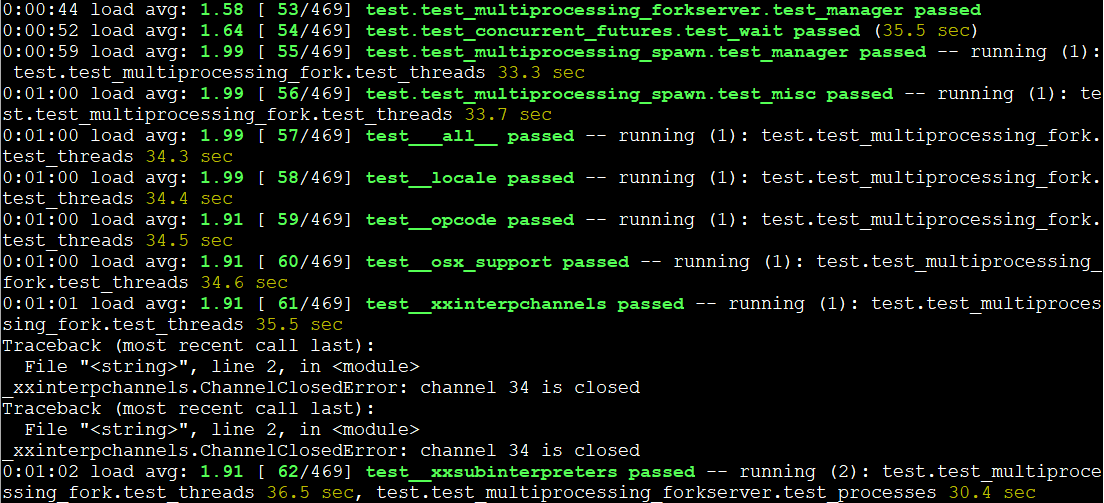 0:00:44 load avg: 1.58 [ 53/469] test.test_multiprocessing_forkserver.test_manager passed
0:00:52 load avg: 1.64 [ 54/469] test.test_concurrent_futures.test_wait passed (35.5 sec)
0:00:59 load avg: 1.99 [ 55/469] test.test_multiprocessing_spawn.test_manager passed -- running (1):
 test.test_multiprocessing_fork.test_threads 33.3 sec
0:01:00 load avg: 1.99 [ 56/469] test.test_multiprocessing_spawn.test_misc passed -- running (1): te
st.test_multiprocessing_fork.test_threads 33.7 sec
0:01:00 load avg: 1.99 [ 57/469] test___all__ passed -- running (1): test.test_multiprocessing_fork.
test_threads 34.3 sec
0:01:00 load avg: 1.99 [ 58/469] test__locale passed -- running (1): test.test_multiprocessing_fork.
test_threads 34.4 sec
0:01:00 load avg: 1.91 [ 59/469] test__opcode passed -- running (1): test.test_multiprocessing_fork.
test_threads 34.5 sec
0:01:00 load avg: 1.91 [ 60/469] test__osx_support passed -- running (1): test.test_multiprocessing_
fork.test_threads 34.6 sec
0:01:01 load avg: 1.91 [ 61/469] test__xxinterpchannels passed -- running (1): test.test_multiproces
sing_fork.test_threads 35.5 sec
Traceback (most recent call last):
  File "<string>", line 2, in <module>
_xxinterpchannels.ChannelClosedError: channel 34 is closed
Traceback (most recent call last):
  File "<string>", line 2, in <module>
_xxinterpchannels.ChannelClosedError: channel 34 is closed
0:01:02 load avg: 1.91 [ 62/469] test__xxsubinterpreters passed -- running (2): test.test_multiproce
ssing_fork.test_threads 36.5 sec, test.test_multiprocessing_forkserver.test_processes 30.4 sec